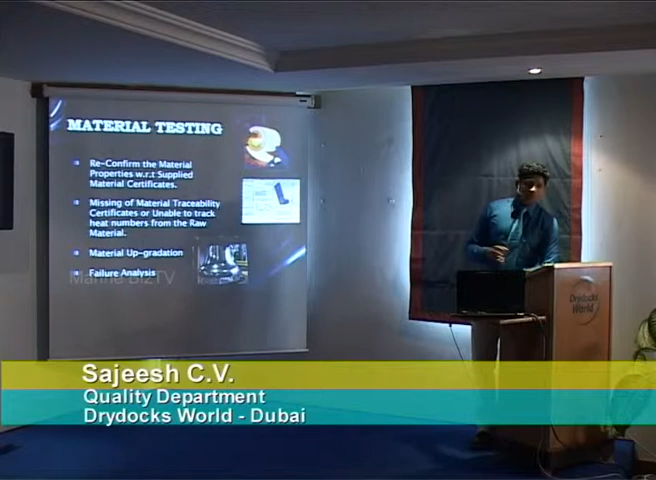 MATERIAL TESTING
Re-Confirm the Material
Properties w.r.t Supplied
Material Certificates.
Missing of Material Traceability
Certificates or Unable to track
heat numbers from the Raw
Material.
Material Up-gradation
Failure Analysis
Marine BizTV
Drydocks
World
Sajeesh C.V.
Quality Department
Drydocks World - Dubai